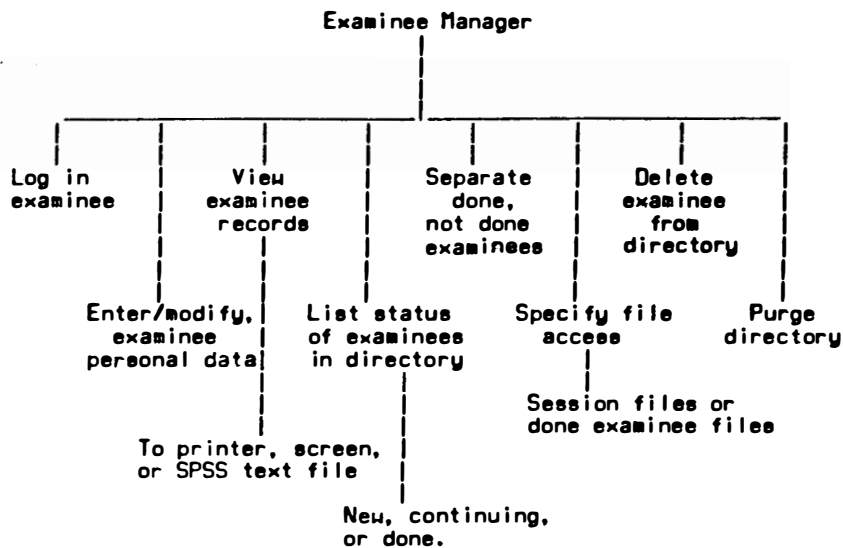 Examinee Manager
Log in
examinee
View
examinee
records
Separate
done,
not done
examinees
Delete
examinee
from
directory
Enter/modify,
examinee
personal data
List status
of examinees
in directory
Specify file
access
Purge
directory
Session files or
done examinee files
To printer, screen,
or SPSS text file
New, continuing,
or done.